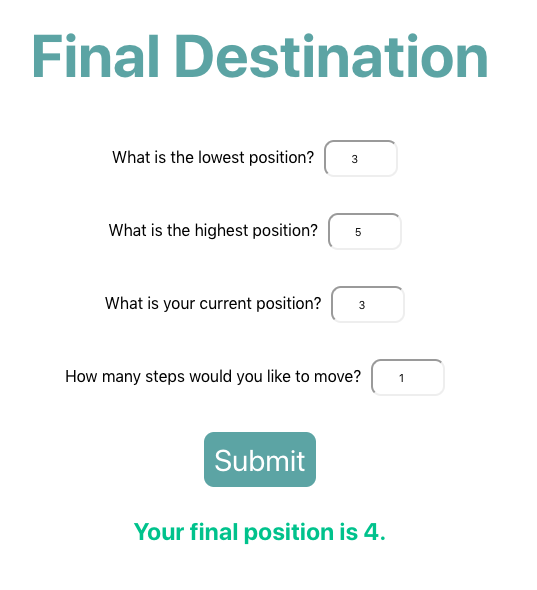 Final Destination
What is the lowest position? 3
What is the highest position? 5
What is your current position? 3
How many steps would you like to move? 1
Submit
Your final position is 4.